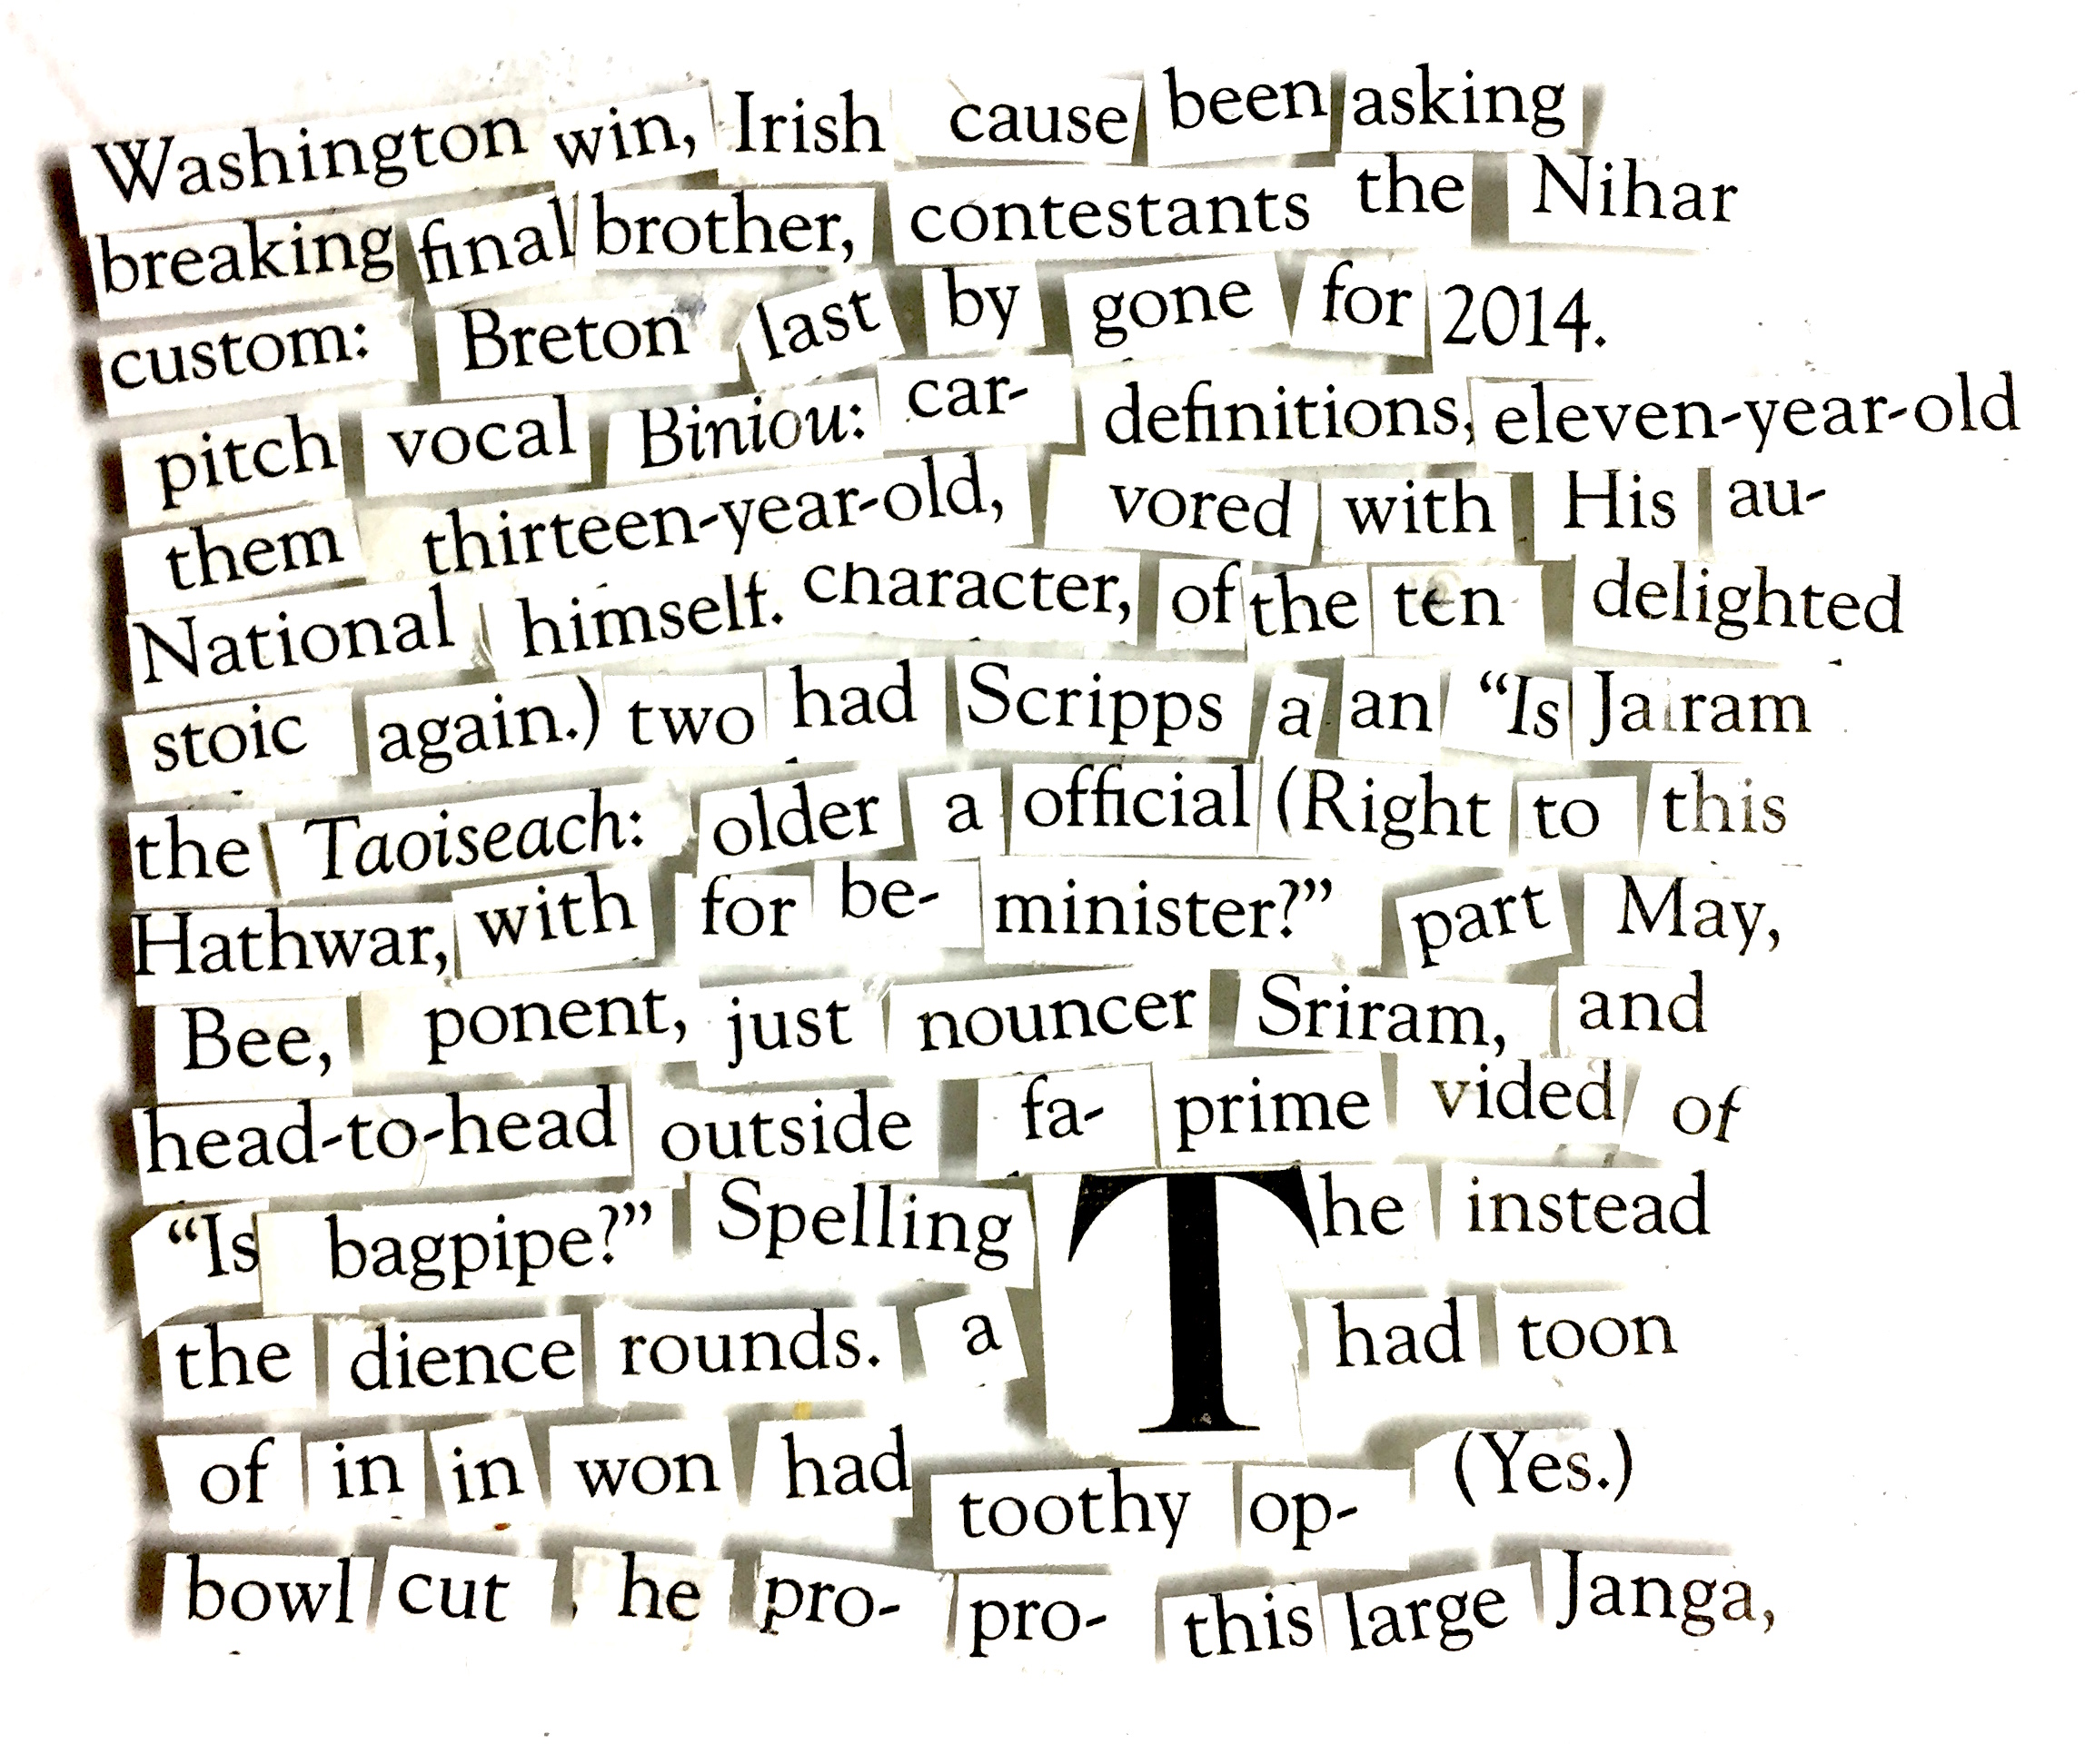 Washington win, Irish cause been asking
breaking final brother, contestants the Nihar
custom: Breton last by gone for 2014.
pitch vocal Biniou: car- definitions, eleven-year-old
them thirteen-year-old, vored with His au-
National himself. character, of the ten delighted
stoic again.) two had Scripps a an “Is Jairam
the Taoiseach: older a official (Right to this
Hathwar, with for be- minister?” part May,
Bee, ponent, just nouncer Sriram, and
head-to-head outside fa- prime vided of
“Is bagpipe?” Spelling The instead
the dience rounds. a had toon
of in in won had toothy op- (Yes.)
bowl cut he pro- pro- this large Janga,